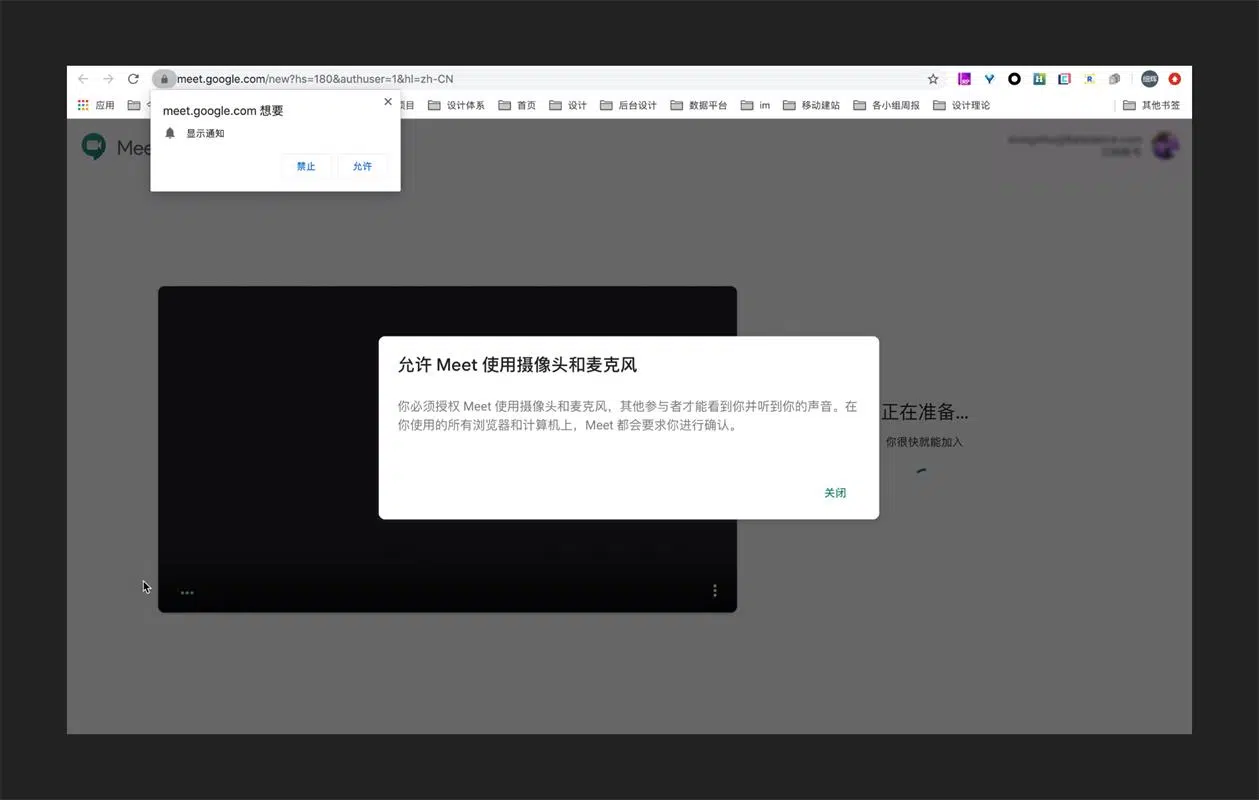 meet.google.com/new?hs=180&authuser=1&hl=zh-CN
应用
项目
设计体系
首页
设计
后台设计
数据平台
im
移动建站
各小组周报
设计理论
其他书签
meet.google.com 想要
显示通知
禁止
允许
Mee
允许 Meet 使用摄像头和麦克风
你必须授权 Meet 使用摄像头和麦克风，其他参与者才能看到你并听到你的声音。在
你使用的所有浏览器和计算机上，Meet 都会要求你进行确认。
关闭
正在准备...
你很快就能加入